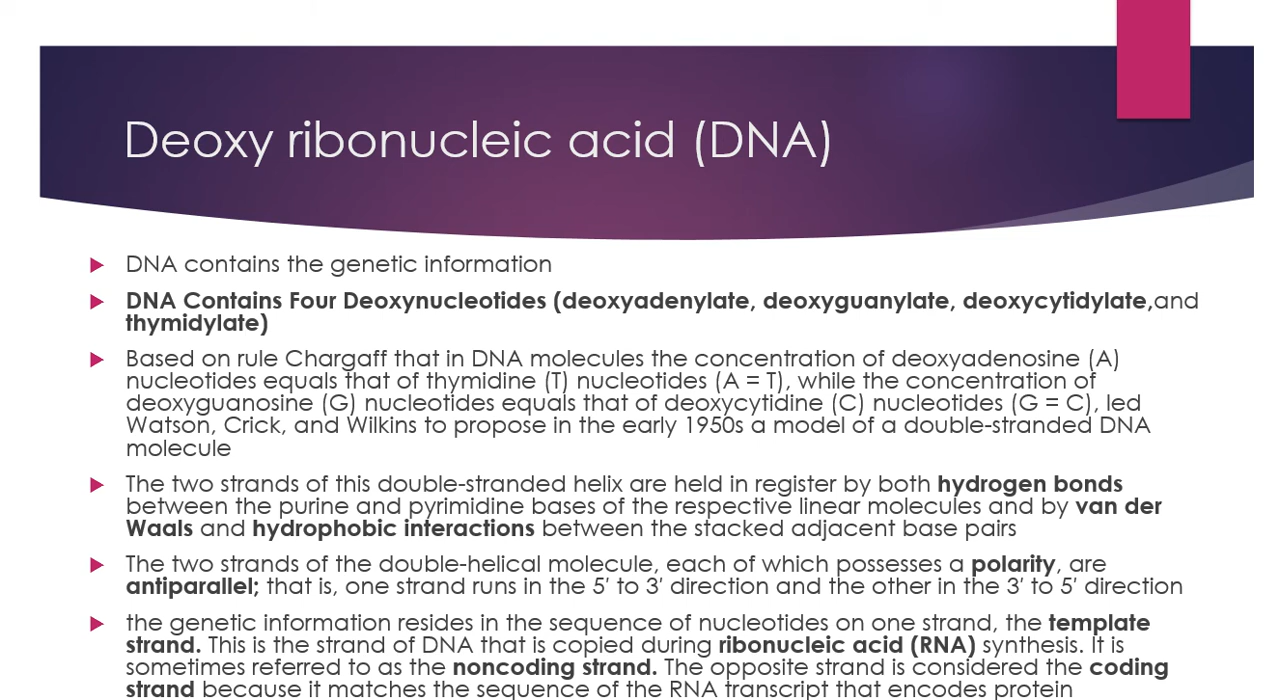 Deoxy ribonucleic acid (DNA)
DNA contains the genetic information
DNA Contains Four Deoxynucleotides (deoxyadenylate, deoxyguanylate, deoxycytidylate,and
thymidylate)
Based on rule Chargaff that in DNA molecules the concentration of deoxyadenosine (A)
nucleotides equals that of thymidine (T) nucleotides (A = T), while the concentration of
deoxyguanosine (G) nucleotides equals that of deoxycytidine (C) nucleotides (G = C), led
Watson, Crick, and Wilkins to propose in the early 1950s a model of a double-stranded DNA
molecule
The two strands of this double-stranded helix are held in register by both hydrogen bonds
between the purine and pyrimidine bases of the respective linear molecules and by van der
Waals and hydrophobic interactions between the stacked adjacent base pairs
The two strands of the double-helical molecule, each of which possesses a polarity, are
antiparallel; that is, one strand runs in the 5′ to 3′ direction and the other in the 3′ to 5′ direction
the genetic information resides in the sequence of nucleotides on one strand, the template
strand. This is the strand of DNA that is copied during ribonucleic acid (RNA) synthesis. It is
sometimes referred to as the noncoding strand. The opposite strand is considered the coding
strand because it matches the sequence of the RNA transcript that encodes protein